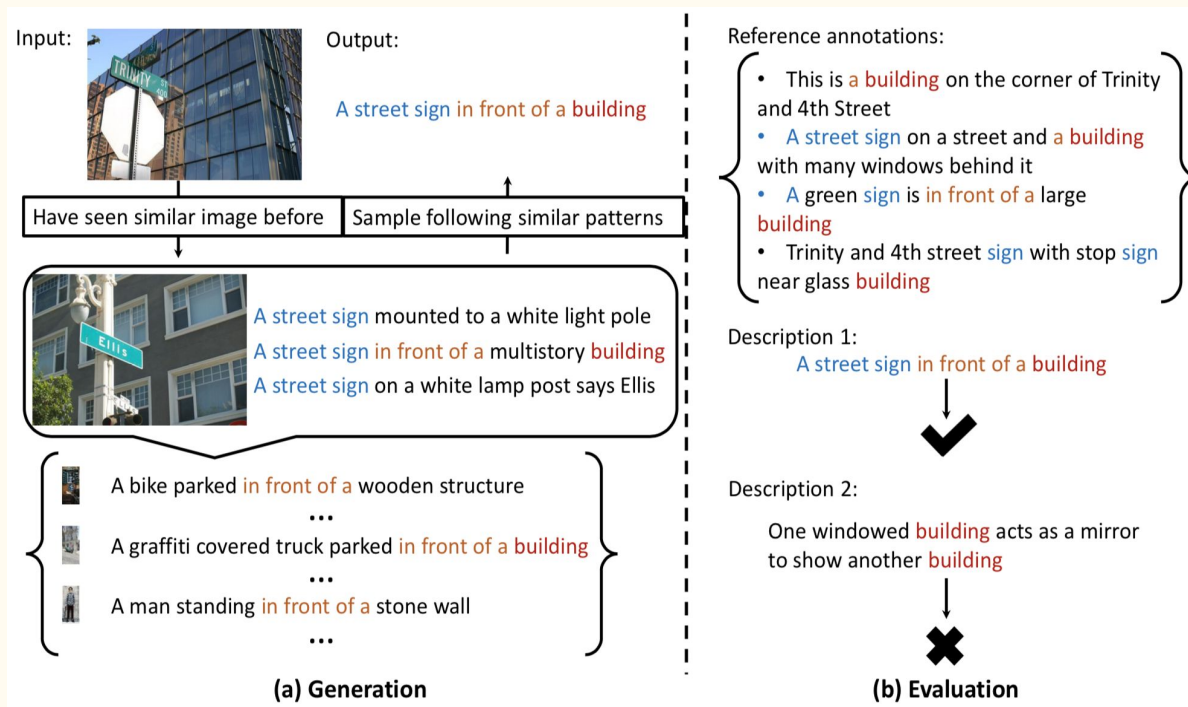 Input:
TRINITY ST
400
Output:
A street sign in front of a building
Have seen similar image before
Sample following similar patterns
Ellis
A street sign mounted to a white light pole
A street sign in front of a multistory building
A street sign on a white lamp post says Ellis
A bike parked in front of a wooden structure
...
A graffiti covered truck parked in front of a building
...
A man standing in front of a stone wall
...
(a) Generation
Reference annotations:
• This is a building on the corner of Trinity
and 4th Street
• A street sign on a street and a building
with many windows behind it
• A green sign is in front of a large
building
• Trinity and 4th street sign with stop sign
near glass building
Description 1:
A street sign in front of a building
Description 2:
One windowed building acts as a mirror
to show another building
(b) Evaluation